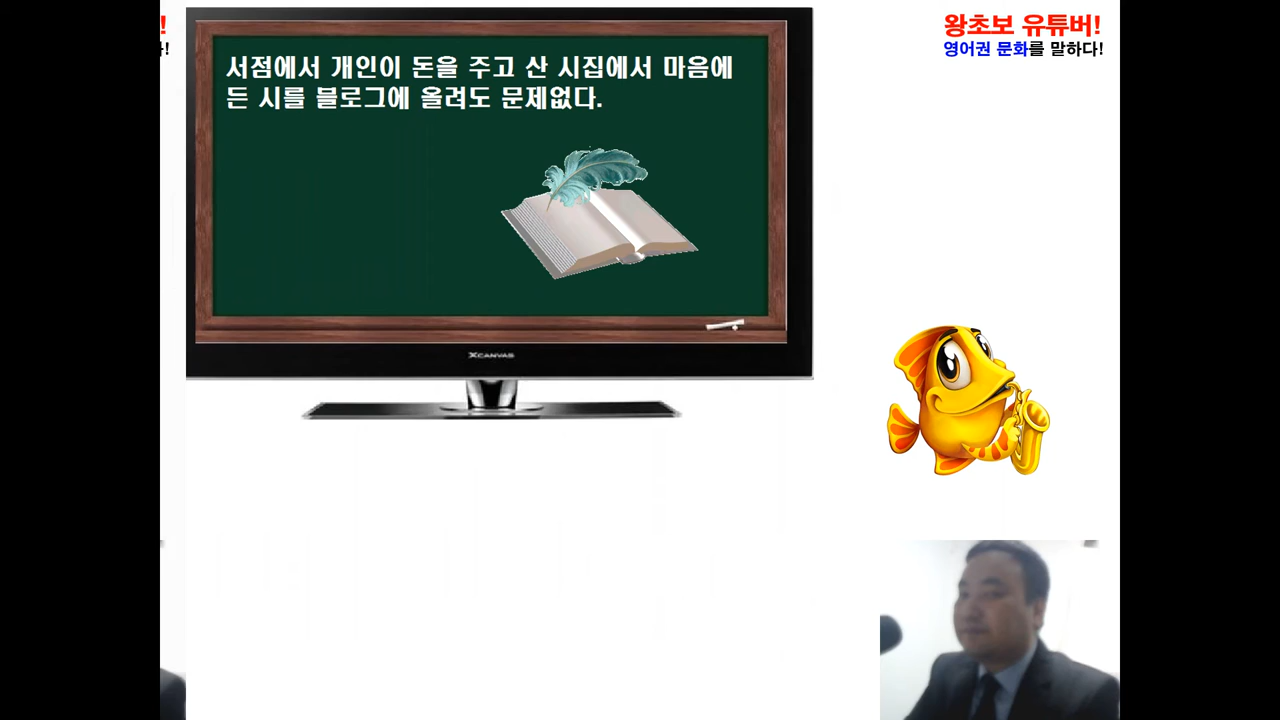 서점에서 개인이 돈을 주고 산 시집에서 마음에
든 시를 블로그에 올려도 문제없다.
XCANVAS
왕초보 유튜버!
영어권 문화를 말하다!
!
!